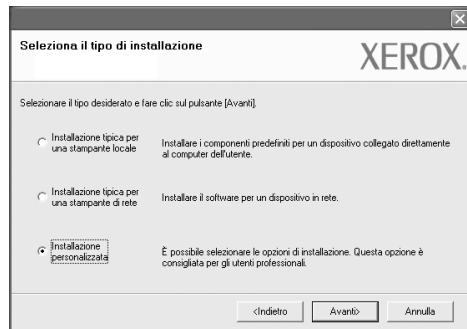 Seleziona il tipo di installazione
XEROX.
Selezionare il tipo desiderato e fare clic sul pulsante [Avanti].
Installazione tipica per
una stampante locale
Installare i componenti predefiniti per un dispositivo collegato direttamente
al computer dell'utente.
Installazione tipica per
una stampante di rete
Installare il software per un dispositivo in rete.
Installazione
personalizzata
È possibile selezionare le opzioni di installazione. Questa opzione è
consigliata per gli utenti professionali.
<Indietro
Avanti>
Annulla